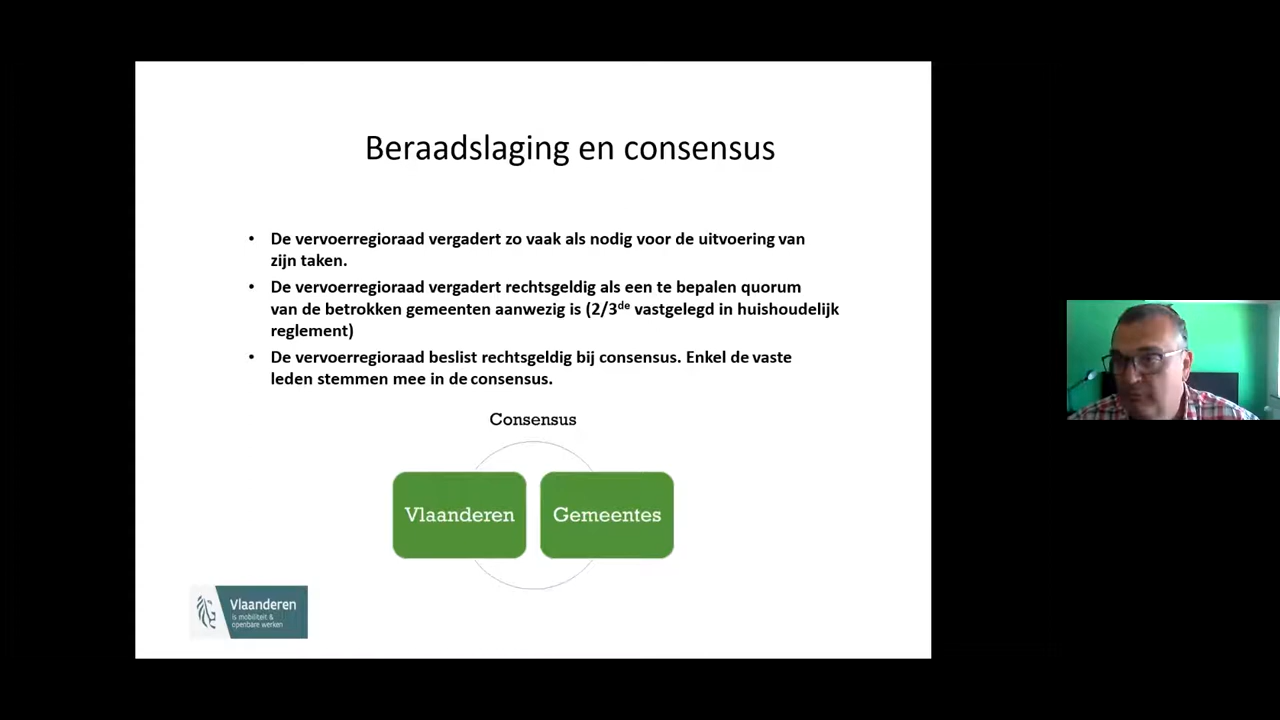 Beraadslaging en consensus
• De vervoerregioraad vergadert zo vaak als nodig voor de uitvoering van
zijn taken.
• De vervoerregioraad vergadert rechtsgeldig als een te bepalen quorum
van de betrokken gemeenten aanwezig is (2/3de vastgelegd in huishoudelijk
reglement)
• De vervoerregioraad beslist rechtsgeldig bij consensus. Enkel de vaste
leden stemmen mee in de consensus.
Consensus
Vlaanderen
Gemeentes
Vlaanderen
is mobiliteit &
openbare werken